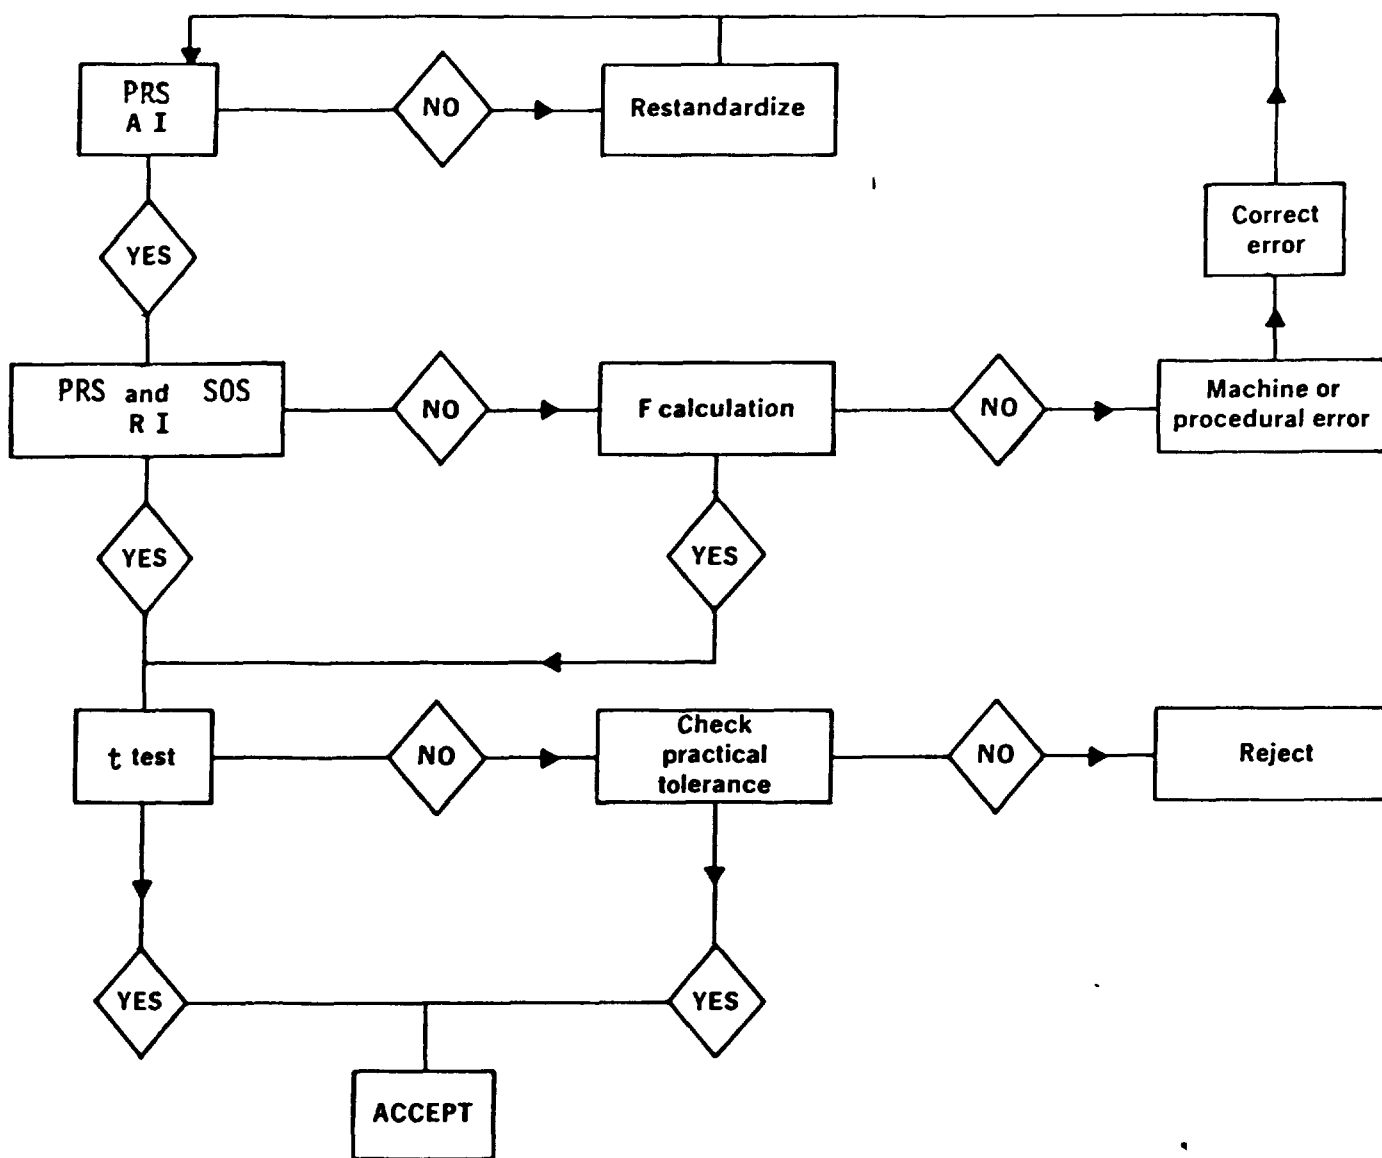 PRS
A I
NO
Restandardize
Correct
error
YES
PRS and SOS
R I
NO
F calculation
NO
Machine or
procedural error
YES
YES
t test
NO
Check
practical
tolerance
NO
Reject
YES
YES
ACCEPT